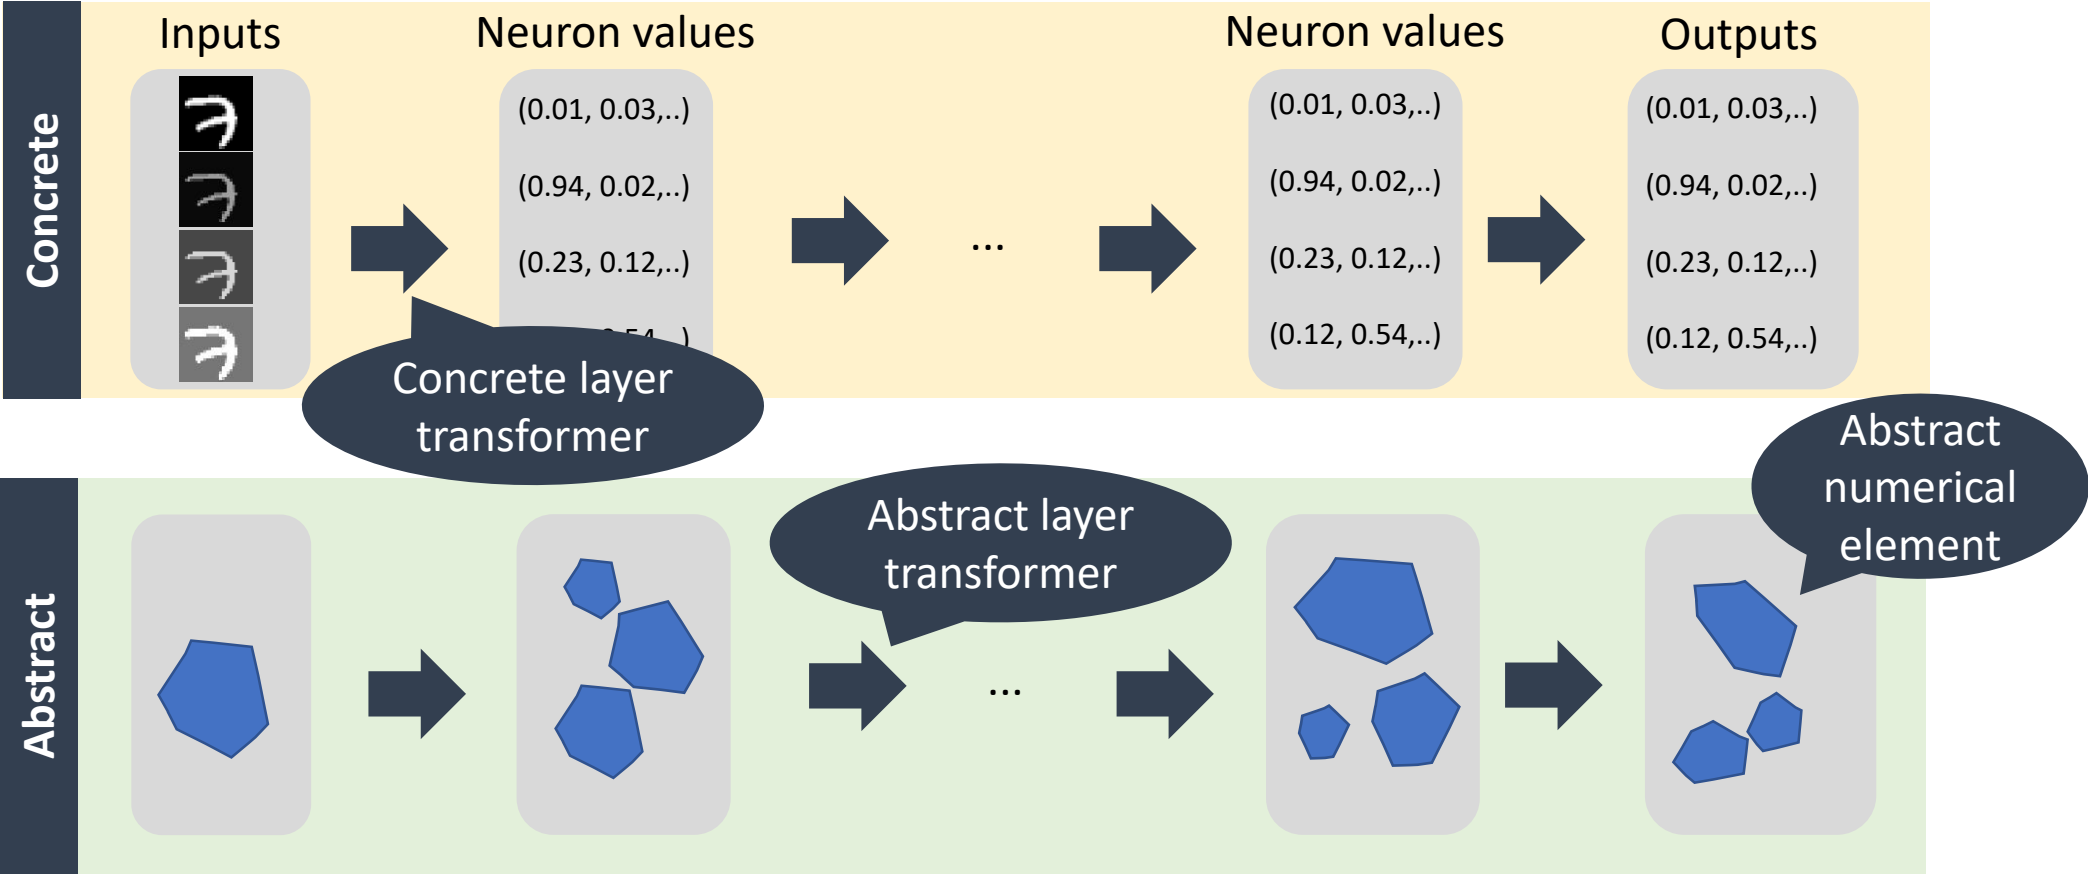 Concrete
Inputs
Neuron values
(0.01, 0.03,..)
(0.94, 0.02,..)
(0.23, 0.12,..)
...
Neuron values
(0.01, 0.03,..)
(0.94, 0.02,..)
(0.23, 0.12,..)
(0.12, 0.54,..)
Outputs
(0.01, 0.03,..)
(0.94, 0.02,..)
(0.23, 0.12,..)
(0.12, 0.54,..)
Concrete layer
transformer
Abstract
Abstract layer
transformer
...
Abstract
numerical
element